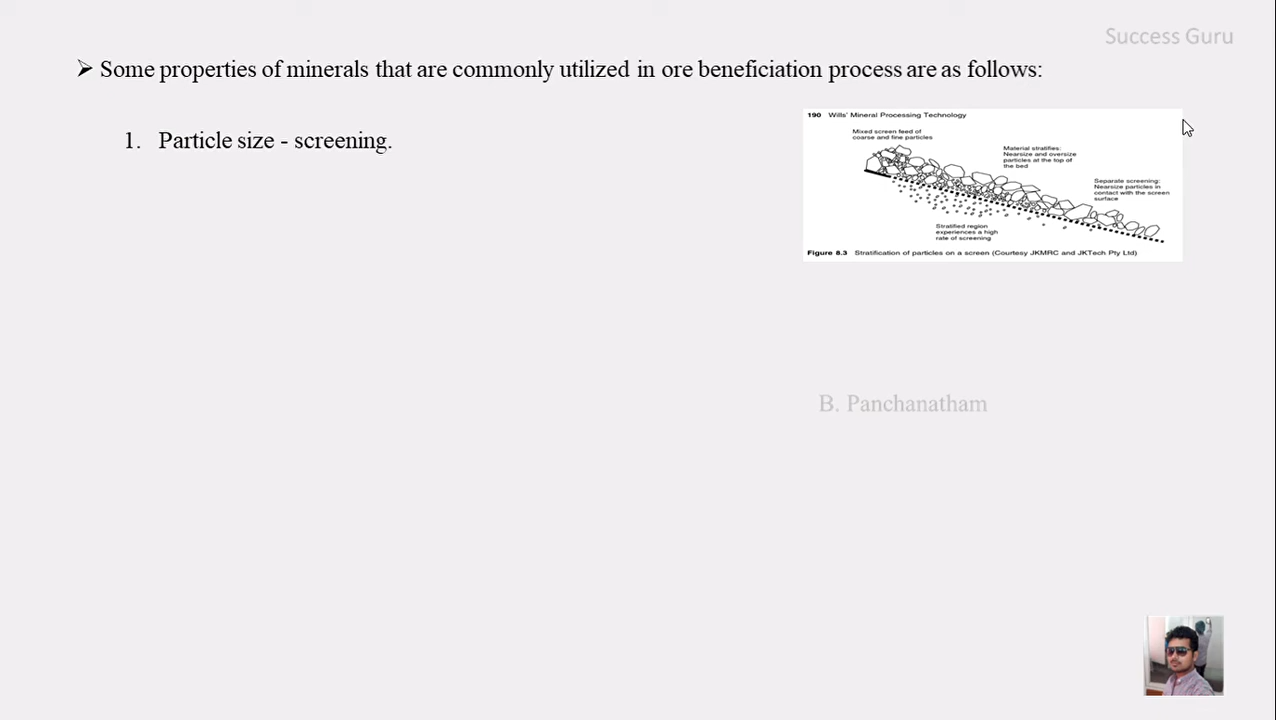 Success Guru
➢ Some properties of minerals that are commonly utilized in ore beneficiation process are as follows:
1. Particle size - screening.
190 Wills' Mineral Processing Technology
Mixed screen feed of
coarse and fine particles
Material stratifies:
Nearsize and oversize
particles at the top of
the bed
Separate screening:
Nearsize particles in
contact with the screen
surface
Stratified region
experiences a high
rate of screening
Figure 8.3 Stratification of particles on a screen (Courtesy JKMRC and JKTech Pty Ltd)
B. Panchanatham